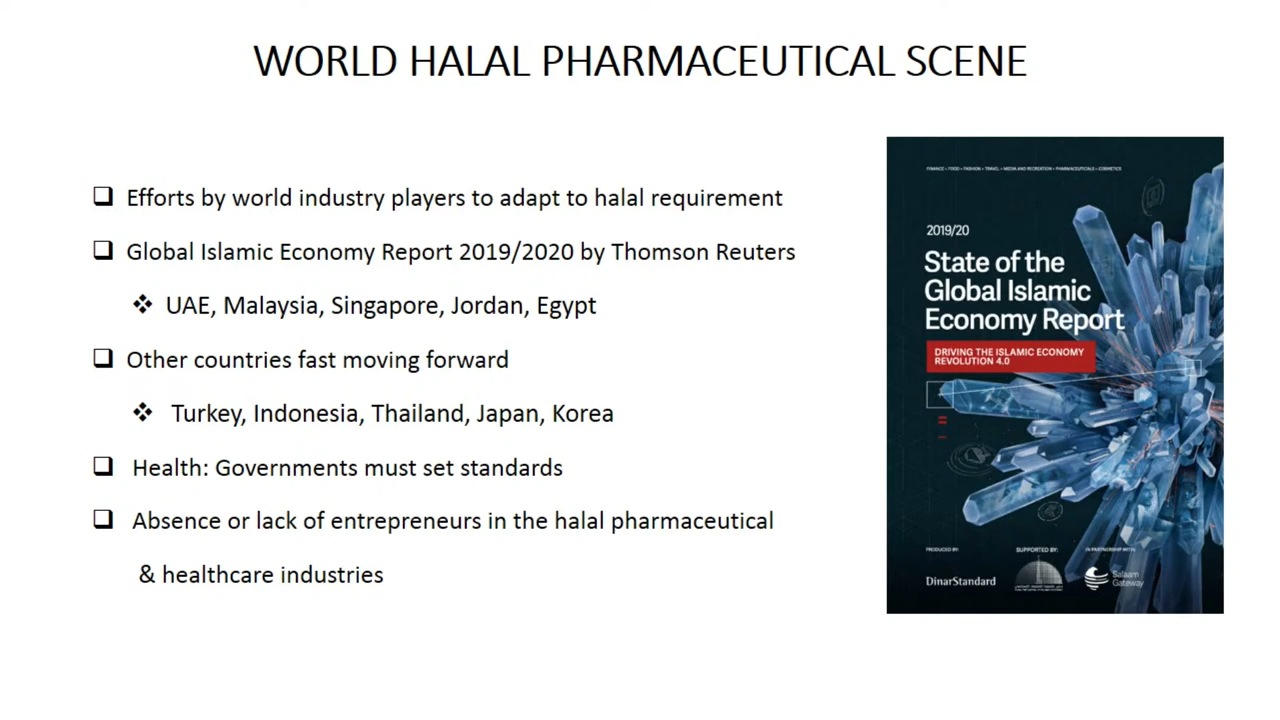 WORLD HALAL PHARMACEUTICAL SCENE
Efforts by world industry players to adapt to halal requirement
Global Islamic Economy Report 2019/2020 by Thomson Reuters
UAE, Malaysia, Singapore, Jordan, Egypt
Other countries fast moving forward
Turkey, Indonesia, Thailand, Japan, Korea
Health: Governments must set standards
Absence or lack of entrepreneurs in the halal pharmaceutical
& healthcare industries
FINANCE • FOOD • FASHION • TRAVEL • MEDIA AND RECREATION • PHARMACEUTICALS • COSMETICS
2019/20
State of the
Global Islamic
Economy Report
DRIVING THE ISLAMIC ECONOMY
REVOLUTION 4.0
PRODUCED BY:
SUPPORTED BY:
IN PARTNERSHIP WITH:
DinarStandard
Salaam
Gateway